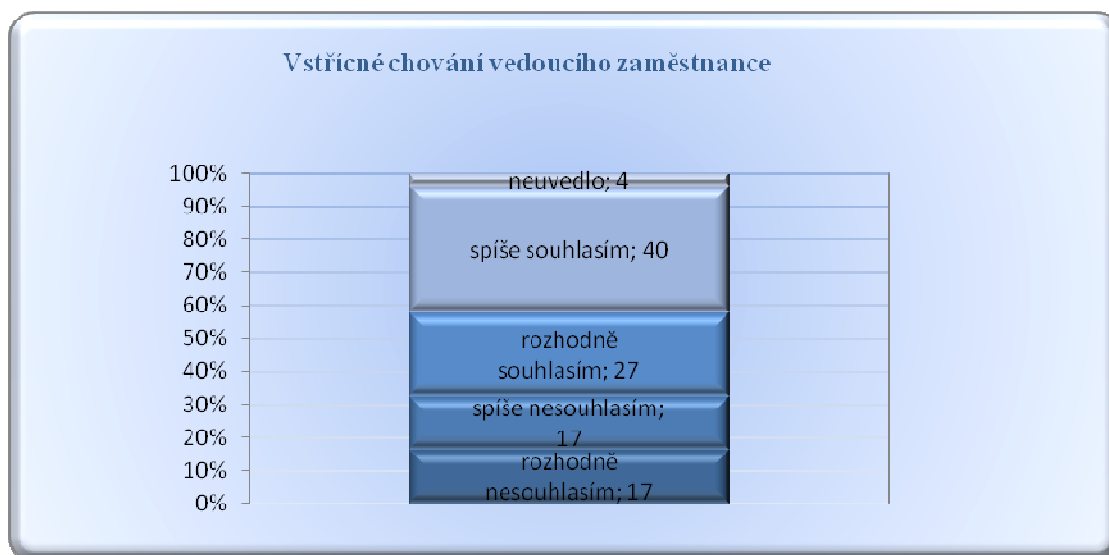 Vstřícné chování vedoucího zaměstnance
100%
90%
80%
70%
60%
50%
40%
30%
20%
10%
0%
neuvedlo; 4
spíše souhlasím; 40
rozhodně
souhlasím; 27
spíše nesouhlasím;
17
rozhodně
nesouhlasím; 17